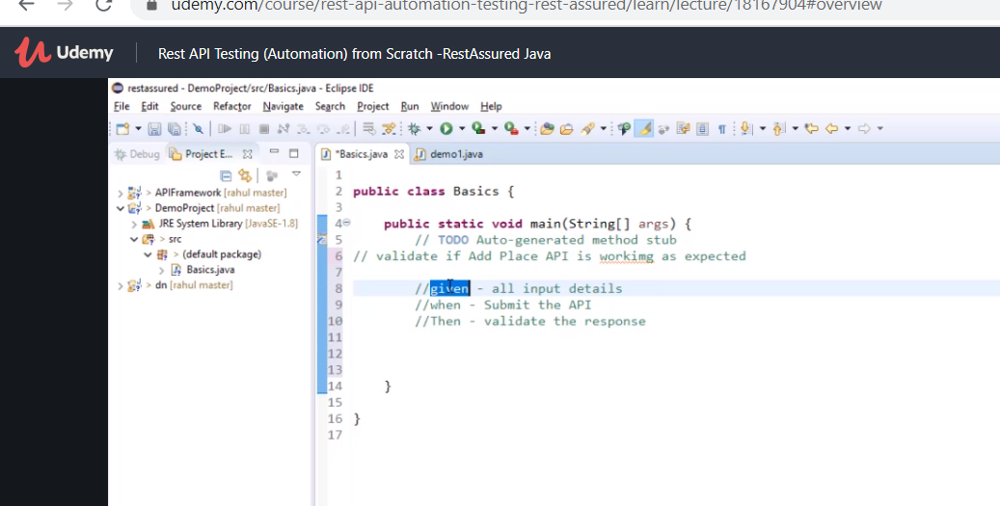 udemy.com/course/rest-api-automation-testing-rest-assured/learn/lecture/18167904#overview
Udemy
Rest API Testing (Automation) from Scratch -RestAssured Java
restassured - DemoProject/src/Basics.java - Eclipse IDE
File Edit Source Refactor Navigate Search Project Run Window Help
Debug Project E... *Basics.java demo1.java
> APIFramework [rahul master]
> DemoProject [rahul master]
JRE System Library [JavaSE-1.8]
> src
> (default package)
Basics.java
> dn [rahul master]
1
2 public class Basics {
3
4 public static void main(String[] args) {
5 // TODO Auto-generated method stub
6 // validate if Add Place API is workimg as expected
7
8 //given - all input details
9 //when - Submit the API
10 //Then - validate the response
11
12
13
14 }
15
16 }
17